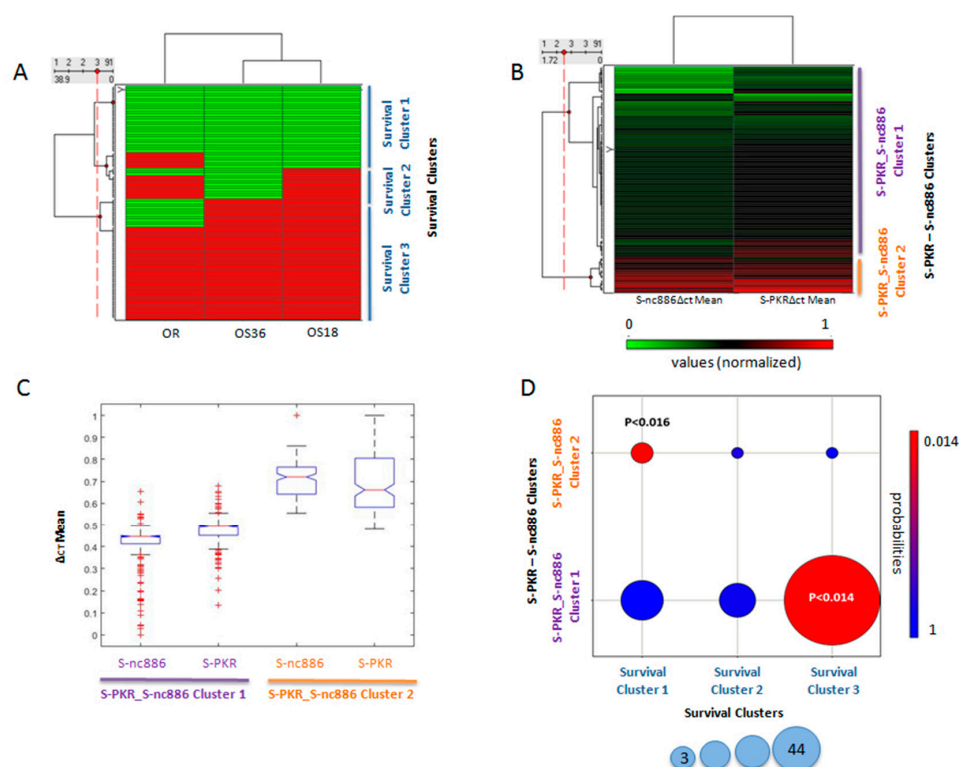 A
1 2 2 3 91
38.9 0
Survival Cluster 1
Survival
Cluster 2
Survival
Cluster 3
Survival Clusters
OR OS36 OS18
B
1 2 3 3 91
1.72 0
S-PKR_S-nc886
Cluster 1
S-PKR_S-nc886
Cluster 2
S-PKR – S-nc886 Clusters
S-nc886Δct Mean S-PKRΔct Mean
0 1
values (normalized)
C
ΔCT Mean
1
0.9
0.8
0.7
0.6
0.5
0.4
0.3
0.2
0.1
0
S-nc886 S-PKR S-nc886 S-PKR
S-PKR_S-nc886 Cluster 1 S-PKR_S-nc886 Cluster 2
D
S-PKR – S-nc886 Clusters
S-PKR_S-nc886
Cluster 2
S-PKR_S-nc886
Cluster 1
P<0.016
P<0.014
0.014
probabilities
1
Survival
Cluster 1
Survival
Cluster 2
Survival
Cluster 3
Survival Clusters
3 44